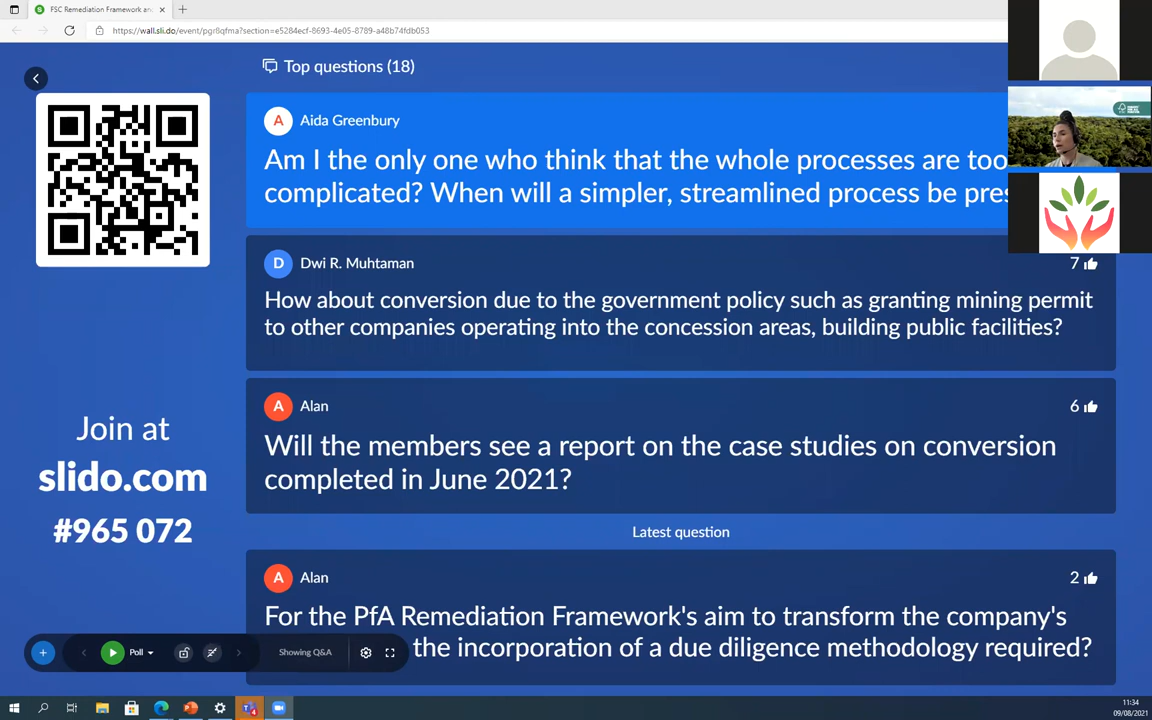 FSC Remediation Framework an
https://wall.sli.do/event/pgr8qfma?section=e5284ecf-8693-4e05-8789-a48b74fdb053
Top questions (18)
A Aida Greenbury
Am I the only one who think that the whole processes are too
complicated? When will a simpler, streamlined process be pres
D Dwi R. Muhtaman
7
How about conversion due to the government policy such as granting mining permit
to other companies operating into the concession areas, building public facilities?
A Alan
6
Will the members see a report on the case studies on conversion
completed in June 2021?
Join at
slido.com
#965 072
Latest question
A Alan
2
For the PfA Remediation Framework's aim to transform the company's
the incorporation of a due diligence methodology required?
Poll
Showing Q&A
11:34
09/08/2021